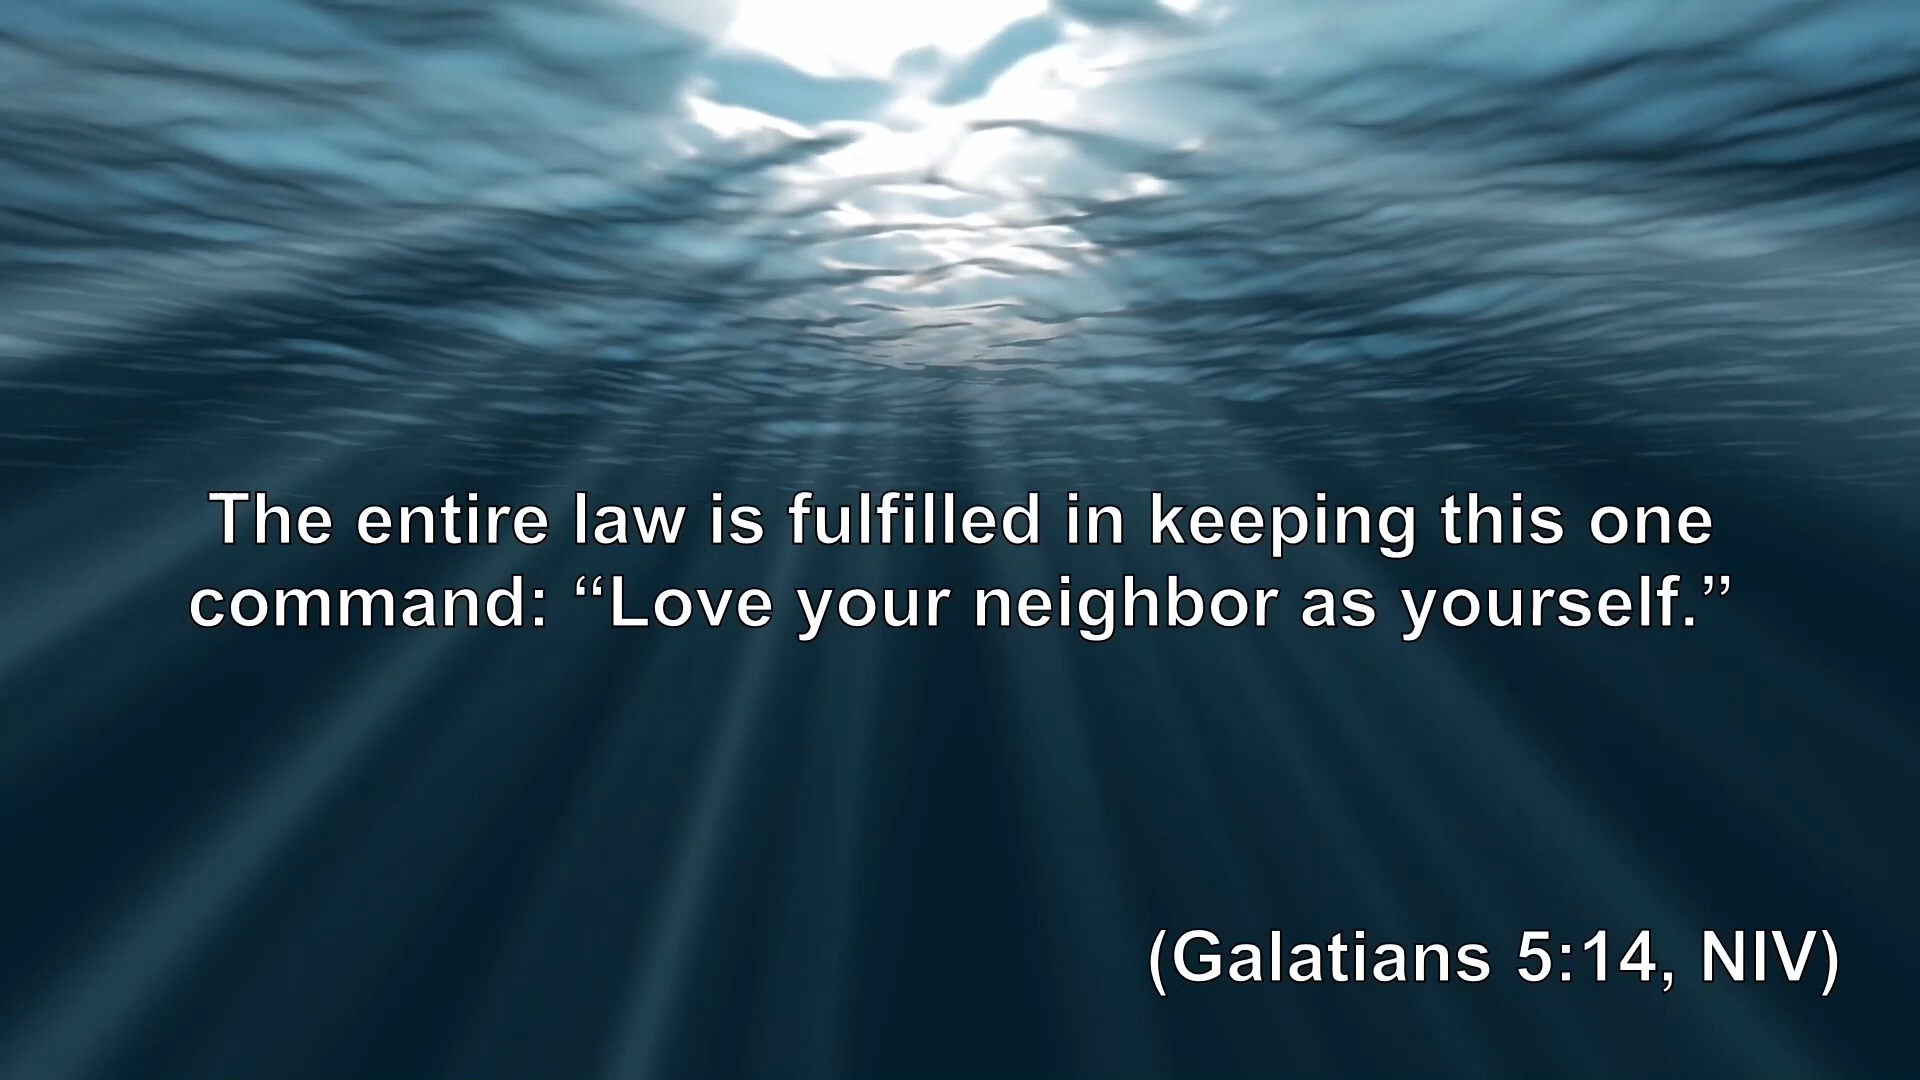 The entire law is fulfilled in keeping this one
command: “Love your neighbor as yourself.”
(Galatians 5:14, NIV)